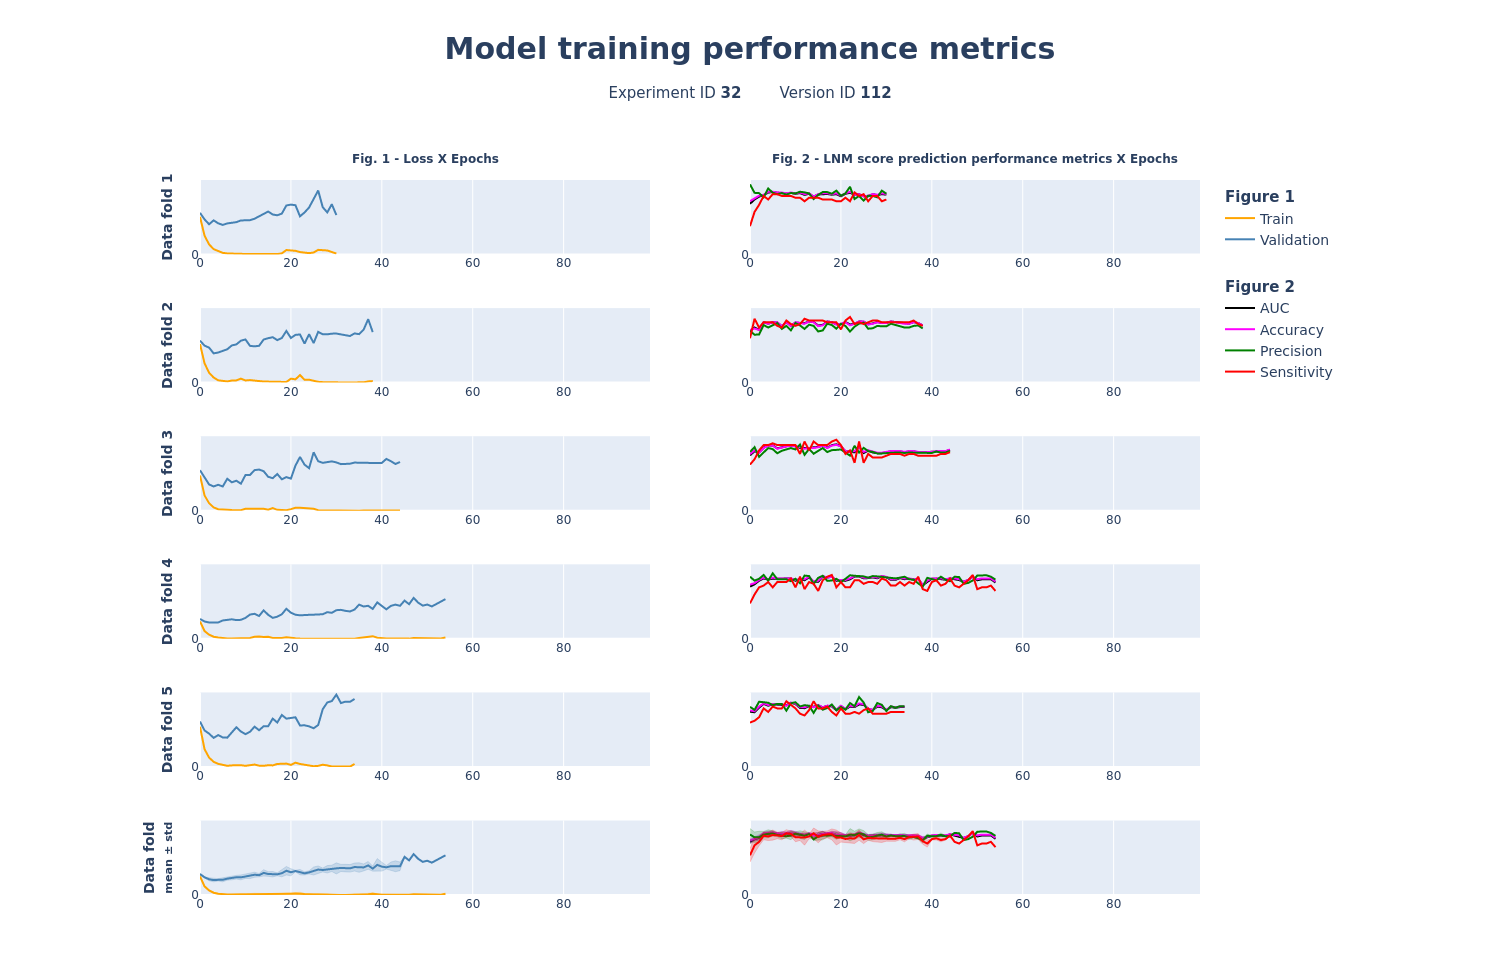 Model training performance metrics
Experiment ID 32 Version ID 112
Fig. 1 - Loss X Epochs
Fig. 2 - LNM score prediction performance metrics X Epochs
Data fold 1
0
0 20 40 60 80
0
0 20 40 60 80
Figure 1
Train
Validation
Figure 2
AUC
Accuracy
Precision
Sensitivity
Data fold 2
0
0 20 40 60 80
0
0 20 40 60 80
Data fold 3
0
0 20 40 60 80
0
0 20 40 60 80
Data fold 4
0
0 20 40 60 80
0
0 20 40 60 80
Data fold 5
0
0 20 40 60 80
0
0 20 40 60 80
Data fold
mean ± std
0
0 20 40 60 80
0
0 20 40 60 80